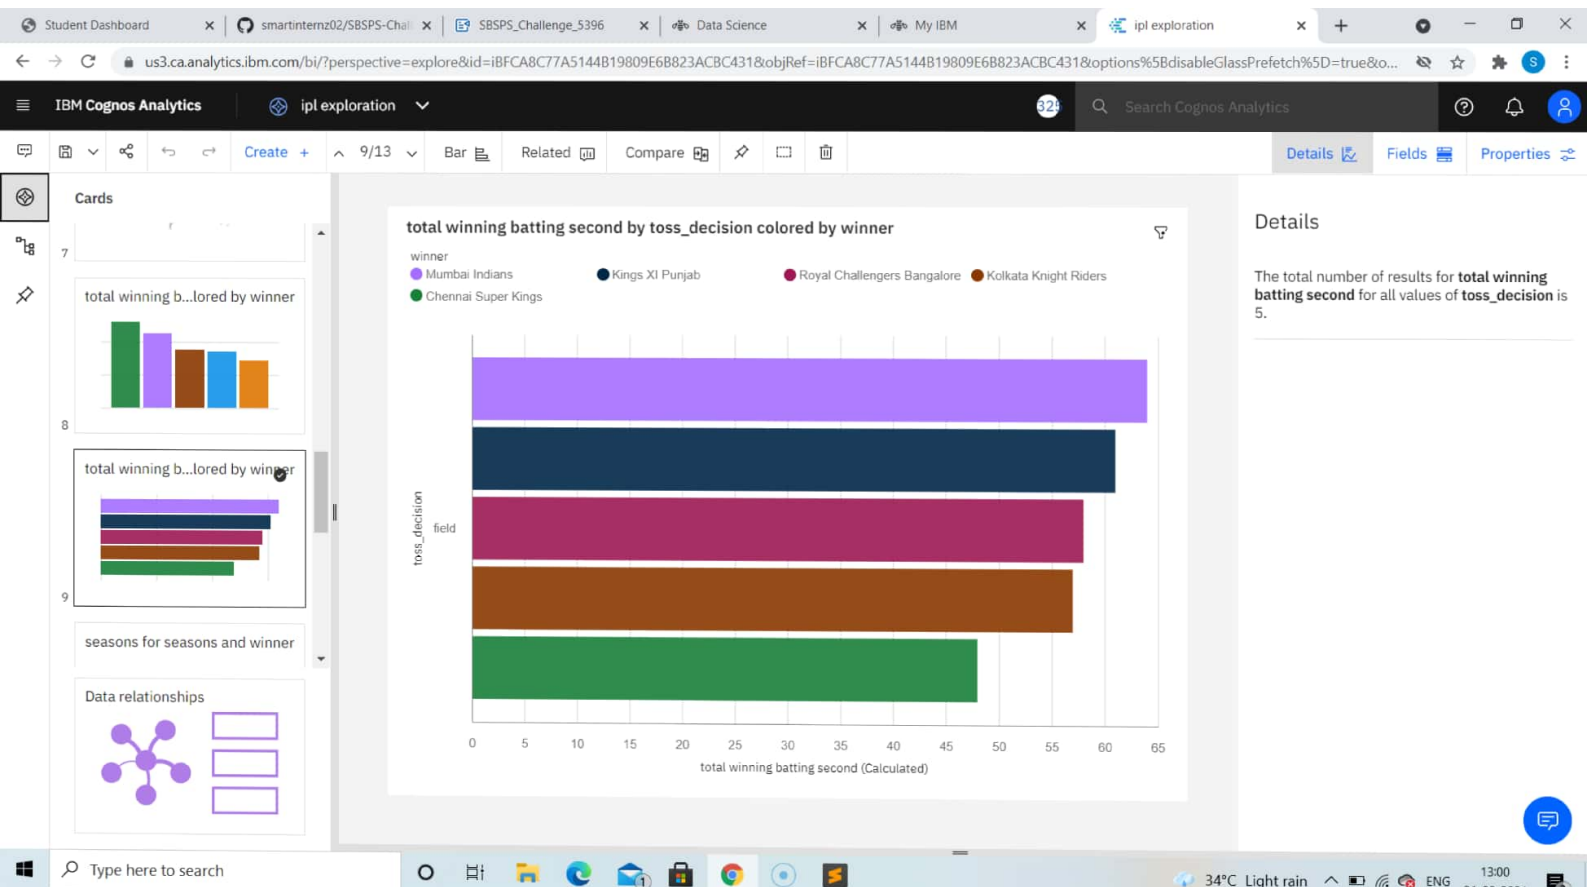 Student Dashboard
smartinternz02/SBSPS-Chall
SBSPS_Challenge_5396
Data Science
My IBM
ipl exploration
us3.ca.analytics.ibm.com/bi/?perspective=explore&id=iBFCA8C77A5144B19809E6B823ACBC431&objRef=iBFCA8C77A5144B19809E6B823ACBC431&options%5BdisableGlassPrefetch%5D=true&o...
S
IBM Cognos Analytics
ipl exploration
Search Cognos Analytics
Create +
9/13
Bar
Related
Compare
Details
Fields
Properties
Cards
7
total winning b...lored by winner
8
total winning b...lored by winner
9
seasons for seasons and winner
Data relationships
total winning batting second by toss_decision colored by winner
winner
Mumbai Indians
Kings XI Punjab
Royal Challengers Bangalore
Kolkata Knight Riders
Chennai Super Kings
toss_decision
field
0 5 10 15 20 25 30 35 40 45 50 55 60 65
total winning batting second (Calculated)
Details
The total number of results for total winning
batting second for all values of toss_decision is
5.
Type here to search
1
34°C Light rain
ENG
13:00